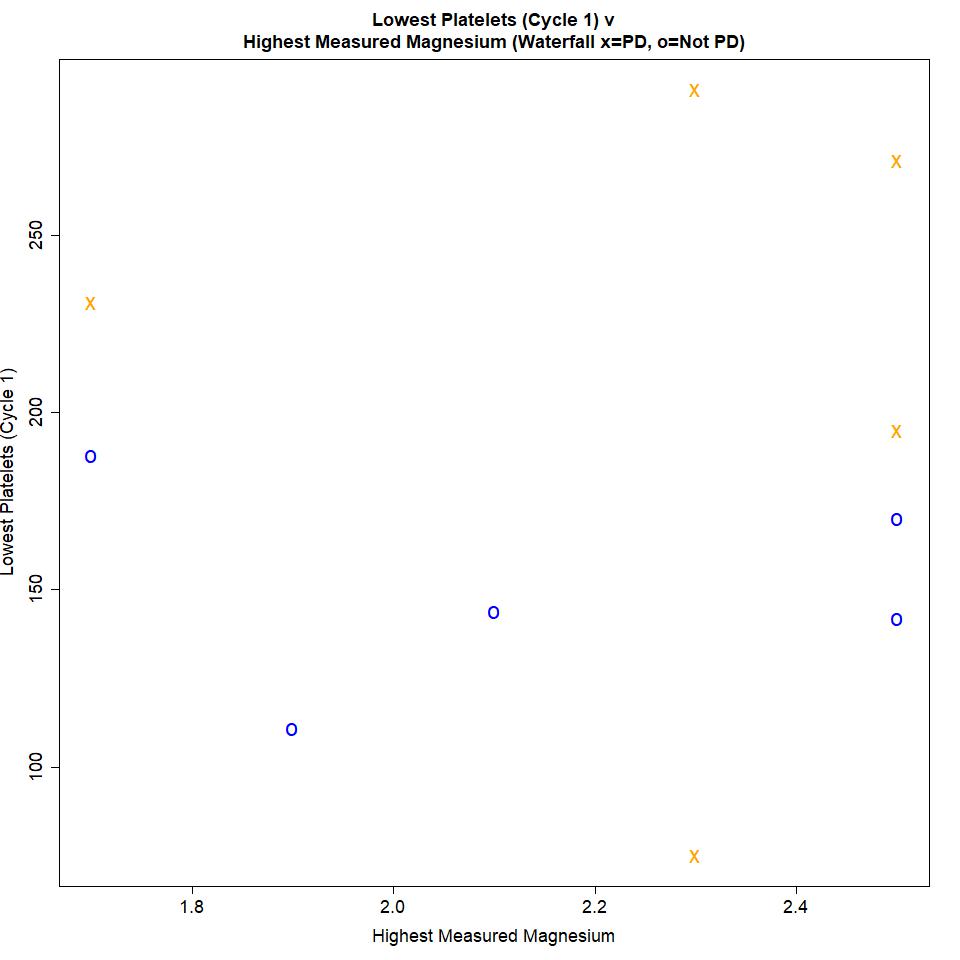 Lowest Platelets (Cycle 1) v
Highest Measured Magnesium (Waterfall x=PD, o=Not PD)
X
X
250
X
200
X
O
O
150
O
O
O
100
X
Lowest Platelets (Cycle 1)
1.8 2.0 2.2 2.4
Highest Measured Magnesium